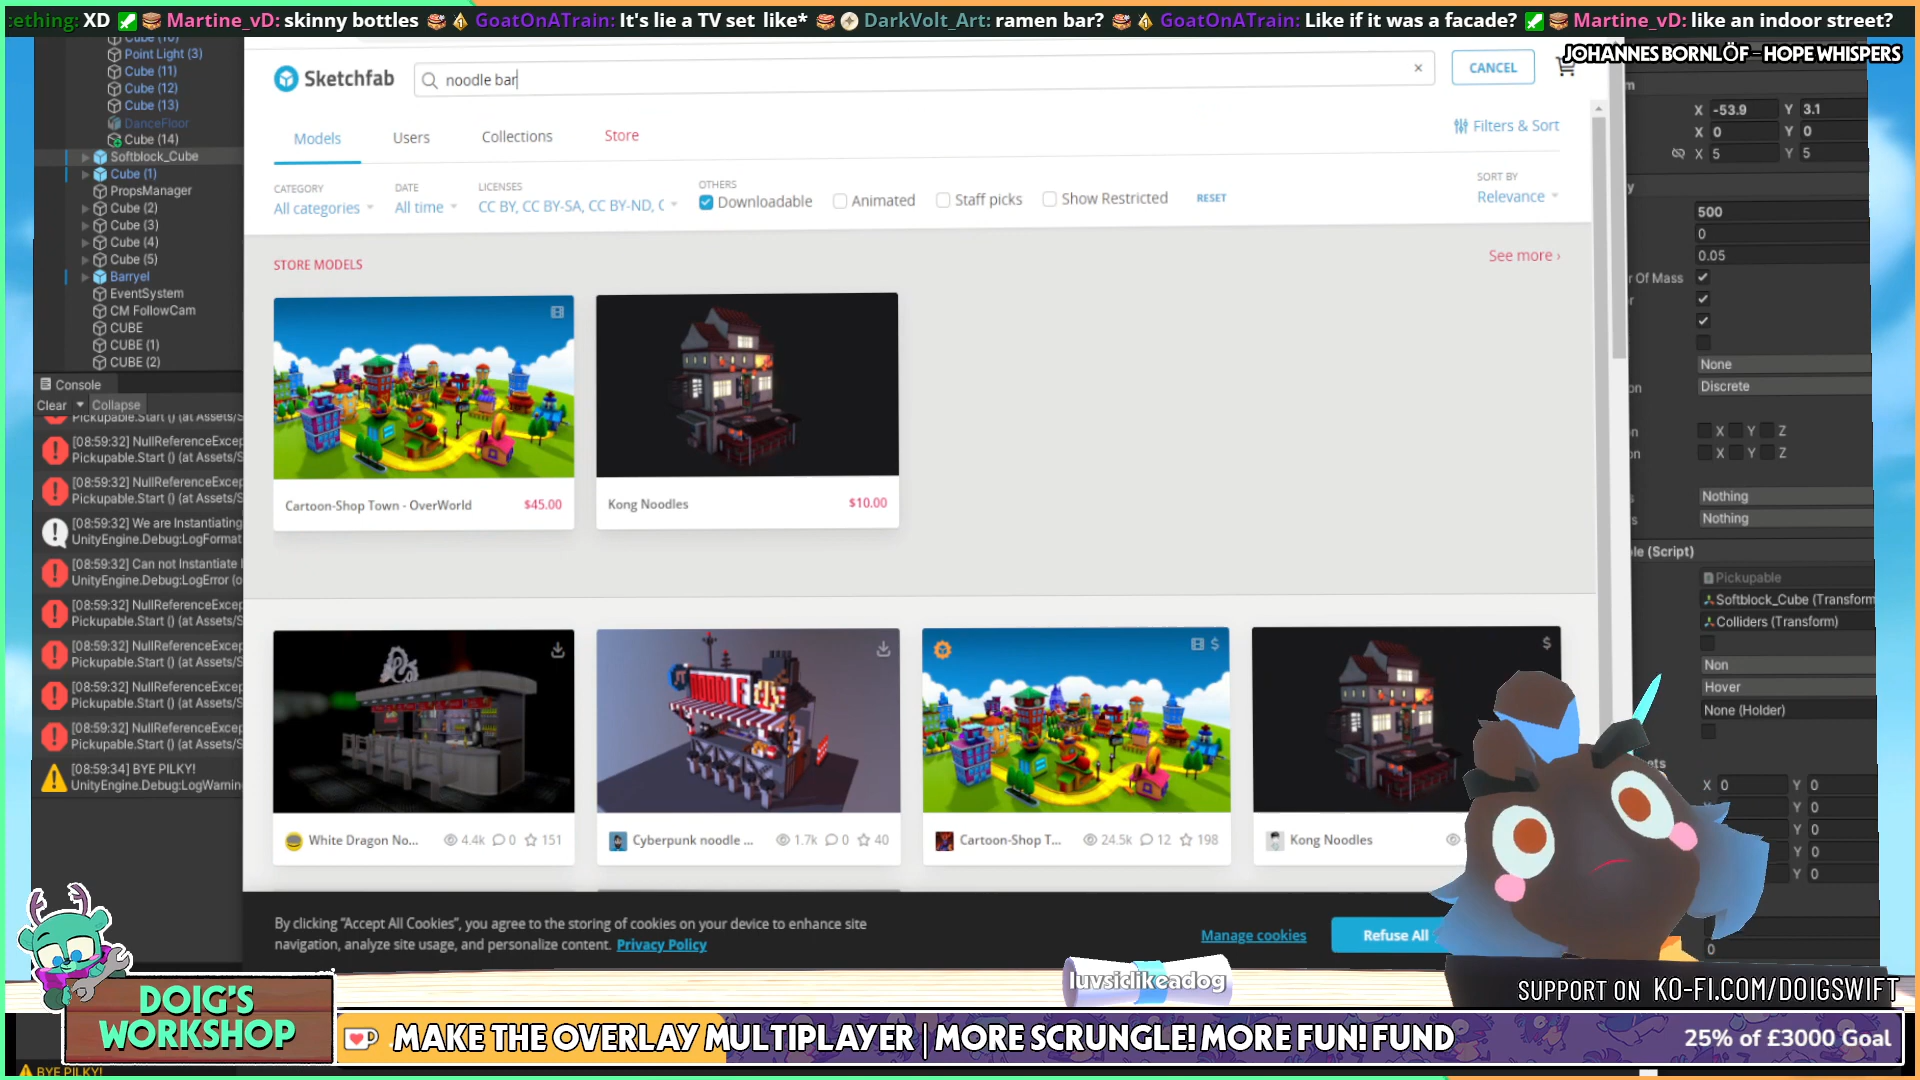 ething: XD Martine_vD: skinny bottles GoatOnATrain: It's lie a TV set like* DarkVolt_Art: ramen bar? GoatOnATrain: Like if it was a facade? Martine_vD: like an indoor street?
JOHANNES BORNLÖF - HOPE WHISPERS
Cube (10)
Point Light (3)
Cube (11)
Cube (12)
Cube (13)
DanceFloor
Cube (14)
Softblock_Cube
Cube (1)
PropsManager
Cube (2)
Cube (3)
Cube (4)
Cube (5)
Barryel
EventSystem
CM FollowCam
CUBE
CUBE (1)
CUBE (2)
Console
Clear Collapse
Pickupable.Start () (at Assets/S
[08:59:32] NullReferenceExcep
Pickupable.Start () (at Assets/S
[08:59:32] NullReferenceExcep
Pickupable.Start () (at Assets/S
[08:59:32] We are Instantiating
UnityEngine.Debug:LogFormat
[08:59:32] Can not Instantiate
UnityEngine.Debug:LogError (o
[08:59:32] NullReferenceExcep
Pickupable.Start () (at Assets/S
[08:59:32] NullReferenceExcep
Pickupable.Start () (at Assets/S
[08:59:32] NullReferenceExcep
Pickupable.Start () (at Assets/S
[08:59:32] NullReferenceExcep
Pickupable.Start () (at Assets/S
[08:59:34] BYE PILKY!
UnityEngine.Debug:LogWarnin
Sketchfab
noodle bar
CANCEL
Models Users Collections Store
Filters & Sort
CATEGORY
All categories
DATE
All time
LICENSES
CC BY, CC BY-SA, CC BY-ND, C
OTHERS
Downloadable Animated Staff picks Show Restricted RESET
SORT BY
Relevance
STORE MODELS
See more ›
Cartoon-Shop Town - OverWorld $45.00
Kong Noodles $10.00
NOODLE
White Dragon No... 4.4k 0 151
Cyberpunk noodle ... 1.7k 0 40
Cartoon-Shop T... 24.5k 12 198
Kong Noodles
By clicking “Accept All Cookies”, you agree to the storing of cookies on your device to enhance site
navigation, analyze site usage, and personalize content. Privacy Policy
Manage cookies
Refuse All
X -53.9 Y 3.1
X 0 Y 0
X 5 Y 5
500
0
0.05
r Of Mass
None
Discrete
X Y Z
X Y Z
Nothing
Nothing
le (Script)
Pickupable
Softblock_Cube (Transform
Colliders (Transform)
Non
Hover
None (Holder)
ets
X 0 Y 0
Y 0
Y 0
Y 0
Y 0
0
luvsiclikeadog
SUPPORT ON KO-FI.COM/DOIGSWIFT
DOIG'S
WORKSHOP
MAKE THE OVERLAY MULTIPLAYER | MORE SCRUNGLE! MORE FUN! FUND
25% of £3000 Goal
BYE PILKY!